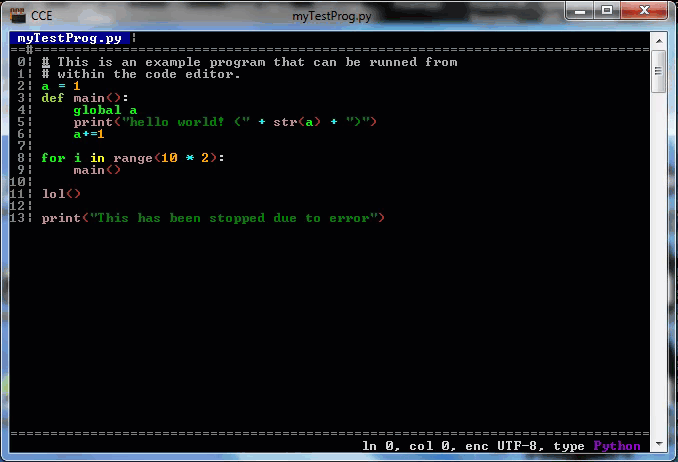 CCE myTestProg.py
myTestProg.py ¦
==#=============================================================================
0¦ # This is an example program that can be runned from
1¦ # within the code editor.
2¦ a = 1
3¦ def main():
4¦     global a
5¦     print("hello world! (" + str(a) + ")")
6¦     a+=1
7¦
8¦ for i in range(10 * 2):
9¦     main()
10¦
11¦ lol()
12¦
13¦ print("This has been stopped due to error")
================================================================================
ln 0, col 0, enc UTF-8, type Python